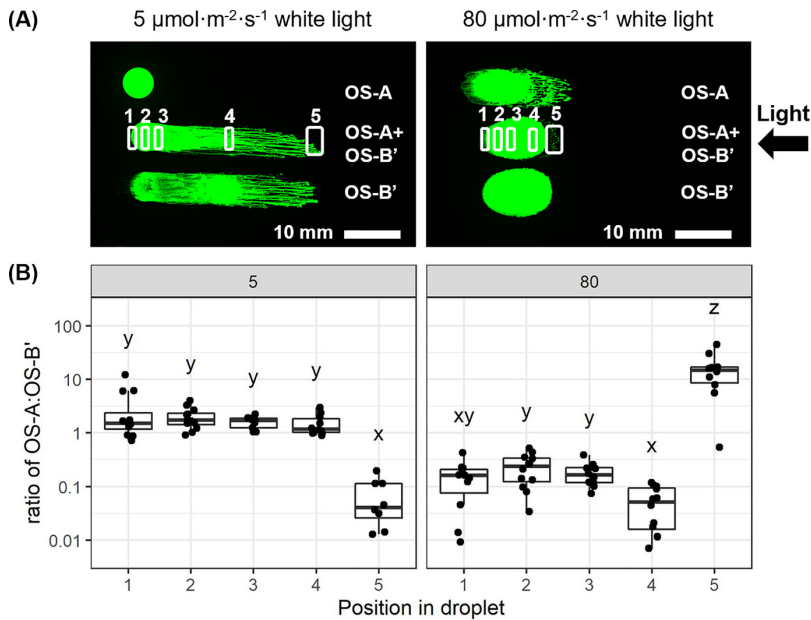 (A)
5 µmol·m-2·s-1 white light
80 µmol·m-2·s-1 white light
OS-A
1 2 3 4 5
OS-A+
OS-B'
OS-B'
10 mm
OS-A
1 2 3 4 5
OS-A+
OS-B'
OS-B'
10 mm
Light
(B)
5
80
ratio of OS-A:OS-B'
100
10
1
0.1
0.01
y
y
y
y
x
xy
y
y
x
z
1 2 3 4 5
1 2 3 4 5
Position in droplet